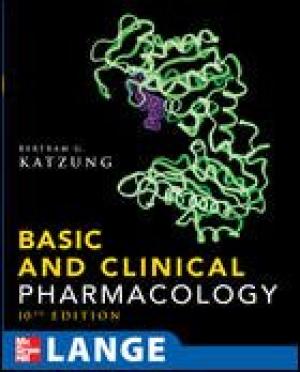 BERTRAM G.
KATZUNG
BASIC
AND CLINICAL
PHARMACOLOGY
10TH EDITION
LANGE